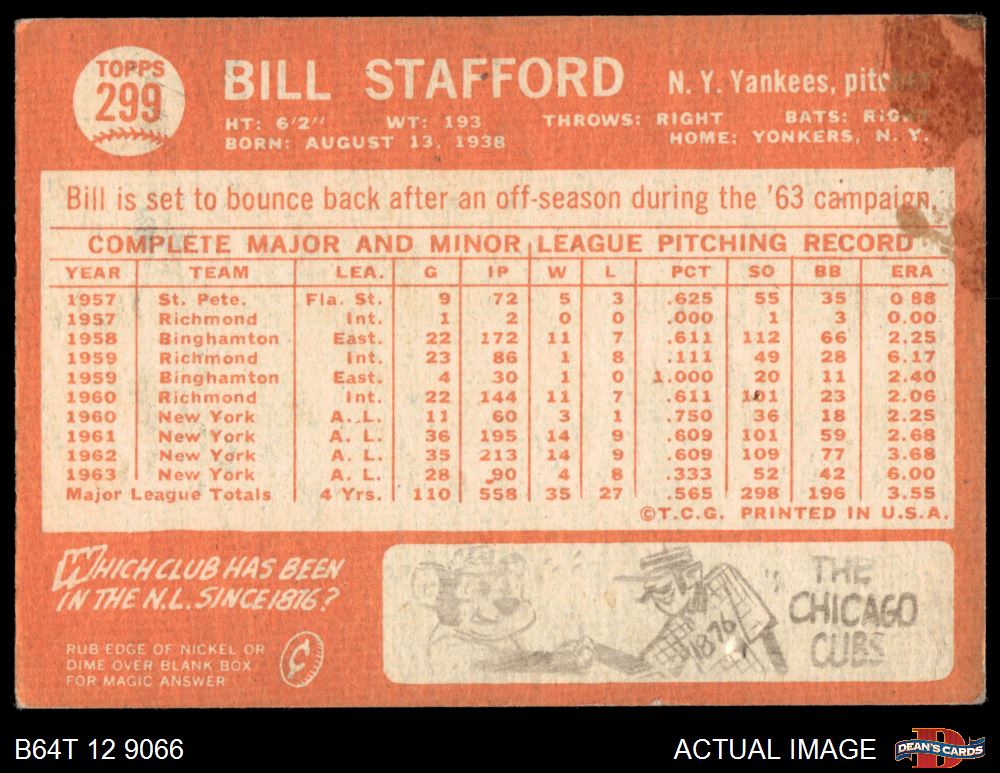 TOPPS
299
BILL STAFFORD N. Y. Yankees, pitcher
HT: 6'2" WT: 193 THROWS: RIGHT BATS: RIGHT
BORN: AUGUST 13, 1938 HOME: YONKERS, N. Y.
Bill is set to bounce back after an off-season during the '63 campaign.
COMPLETE MAJOR AND MINOR LEAGUE PITCHING RECORD
YEAR TEAM LEA. G IP W L PCT SO BB ERA
1957 St. Pete. Fla. St. 9 72 5 3 .625 55 35 0 88
1957 Richmond Int. 1 2 0 0 .000 1 3 0.00
1958 Binghamton East. 22 172 11 7 .611 112 66 2.25
1959 Richmond Int. 23 86 1 8 .111 49 28 6.17
1959 Binghamton East. 4 30 1 0 1.000 20 11 2.40
1960 Richmond Int. 22 144 11 7 .611 101 23 2.06
1960 New York A. L. 11 60 3 1 .750 36 18 2.25
1961 New York A. L. 36 195 14 9 .609 101 59 2.68
1962 New York A. L. 35 213 14 9 .609 109 77 3.68
1963 New York A. L. 28 90 4 8 .333 52 42 6.00
Major League Totals 4 Yrs. 110 558 35 27 .565 298 196 3.55
©T.C.G. PRINTED IN U.S.A.
WHICH CLUB HAS BEEN
IN THE N.L. SINCE 1876?
RUB EDGE OF NICKEL OR
DIME OVER BLANK BOX
FOR MAGIC ANSWER
1876
THE
CHICAGO
CUBS
B64T 12 9066
ACTUAL IMAGE
D
DEAN'S CARDS